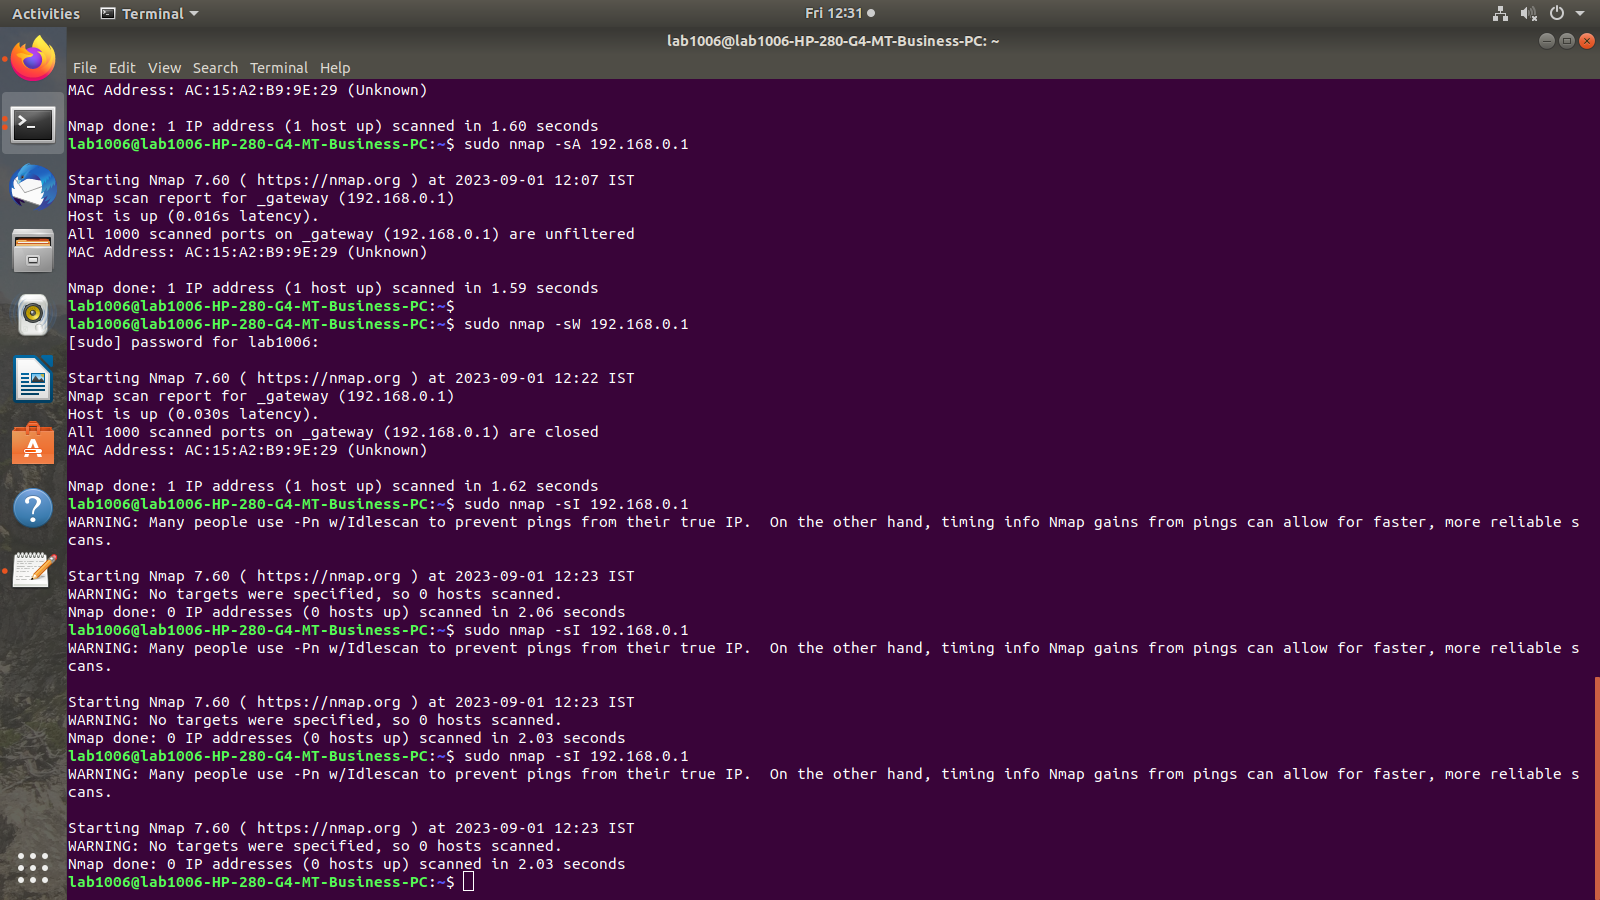 Activities
Terminal
Fri 12:31
lab1006@lab1006-HP-280-G4-MT-Business-PC: ~
File Edit View Search Terminal Help
MAC Address: AC:15:A2:B9:9E:29 (Unknown)
Nmap done: 1 IP address (1 host up) scanned in 1.60 seconds
lab1006@lab1006-HP-280-G4-MT-Business-PC:~$ sudo nmap -sA 192.168.0.1
Starting Nmap 7.60 ( https://nmap.org ) at 2023-09-01 12:07 IST
Nmap scan report for _gateway (192.168.0.1)
Host is up (0.016s latency).
All 1000 scanned ports on _gateway (192.168.0.1) are unfiltered
MAC Address: AC:15:A2:B9:9E:29 (Unknown)
Nmap done: 1 IP address (1 host up) scanned in 1.59 seconds
lab1006@lab1006-HP-280-G4-MT-Business-PC:~$
lab1006@lab1006-HP-280-G4-MT-Business-PC:~$ sudo nmap -sW 192.168.0.1
[sudo] password for lab1006:
Starting Nmap 7.60 ( https://nmap.org ) at 2023-09-01 12:22 IST
Nmap scan report for _gateway (192.168.0.1)
Host is up (0.030s latency).
All 1000 scanned ports on _gateway (192.168.0.1) are closed
MAC Address: AC:15:A2:B9:9E:29 (Unknown)
Nmap done: 1 IP address (1 host up) scanned in 1.62 seconds
lab1006@lab1006-HP-280-G4-MT-Business-PC:~$ sudo nmap -sI 192.168.0.1
WARNING: Many people use -Pn w/Idlescan to prevent pings from their true IP.  On the other hand, timing info Nmap gains from pings can allow for faster, more reliable s
cans.
Starting Nmap 7.60 ( https://nmap.org ) at 2023-09-01 12:23 IST
WARNING: No targets were specified, so 0 hosts scanned.
Nmap done: 0 IP addresses (0 hosts up) scanned in 2.06 seconds
lab1006@lab1006-HP-280-G4-MT-Business-PC:~$ sudo nmap -sI 192.168.0.1
WARNING: Many people use -Pn w/Idlescan to prevent pings from their true IP.  On the other hand, timing info Nmap gains from pings can allow for faster, more reliable s
cans.
Starting Nmap 7.60 ( https://nmap.org ) at 2023-09-01 12:23 IST
WARNING: No targets were specified, so 0 hosts scanned.
Nmap done: 0 IP addresses (0 hosts up) scanned in 2.03 seconds
lab1006@lab1006-HP-280-G4-MT-Business-PC:~$ sudo nmap -sI 192.168.0.1
WARNING: Many people use -Pn w/Idlescan to prevent pings from their true IP.  On the other hand, timing info Nmap gains from pings can allow for faster, more reliable s
cans.
Starting Nmap 7.60 ( https://nmap.org ) at 2023-09-01 12:23 IST
WARNING: No targets were specified, so 0 hosts scanned.
Nmap done: 0 IP addresses (0 hosts up) scanned in 2.03 seconds
lab1006@lab1006-HP-280-G4-MT-Business-PC:~$